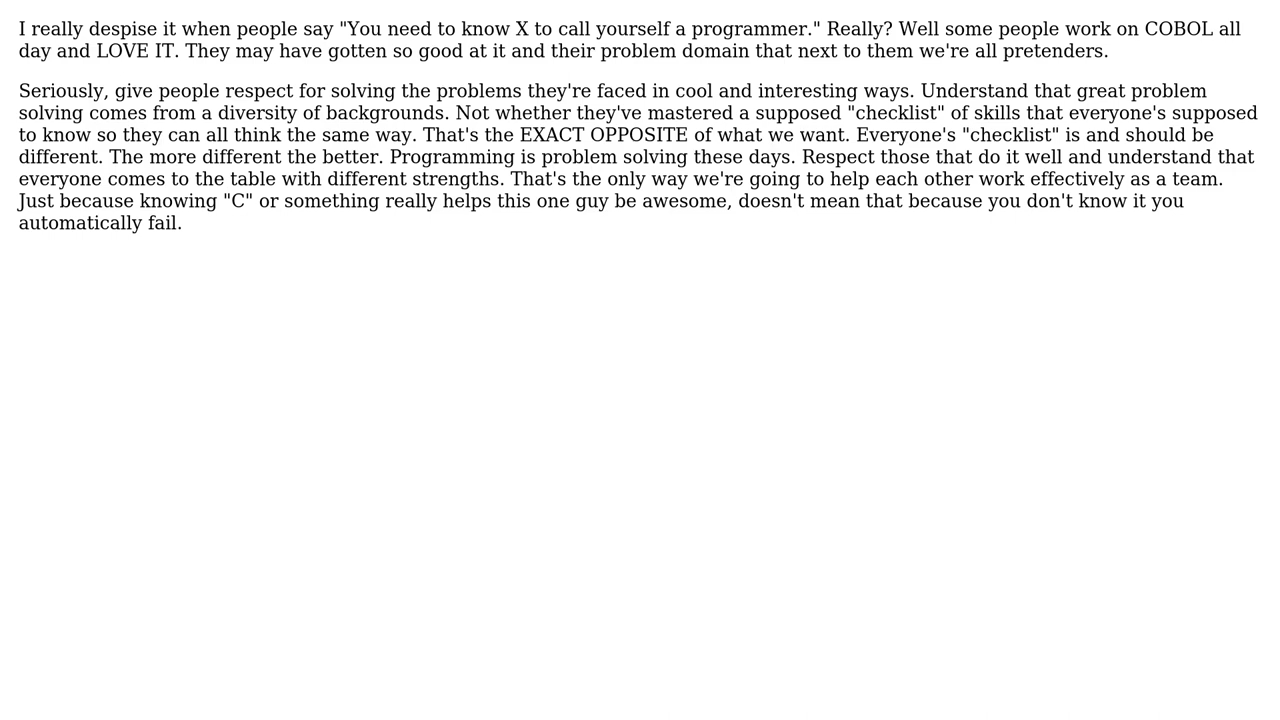 I really despise it when people say "You need to know X to call yourself a programmer." Really? Well some people work on COBOL all
day and LOVE IT. They may have gotten so good at it and their problem domain that next to them we're all pretenders.
Seriously, give people respect for solving the problems they're faced in cool and interesting ways. Understand that great problem
solving comes from a diversity of backgrounds. Not whether they've mastered a supposed "checklist" of skills that everyone's supposed
to know so they can all think the same way. That's the EXACT OPPOSITE of what we want. Everyone's "checklist" is and should be
different. The more different the better. Programming is problem solving these days. Respect those that do it well and understand that
everyone comes to the table with different strengths. That's the only way we're going to help each other work effectively as a team.
Just because knowing "C" or something really helps this one guy be awesome, doesn't mean that because you don't know it you
automatically fail.